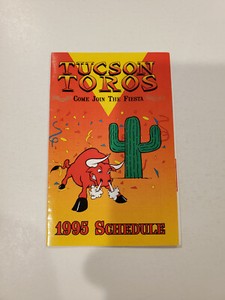 TUCSON
TOROS
COME JOIN THE FIESTA
1995 SCHEDULE